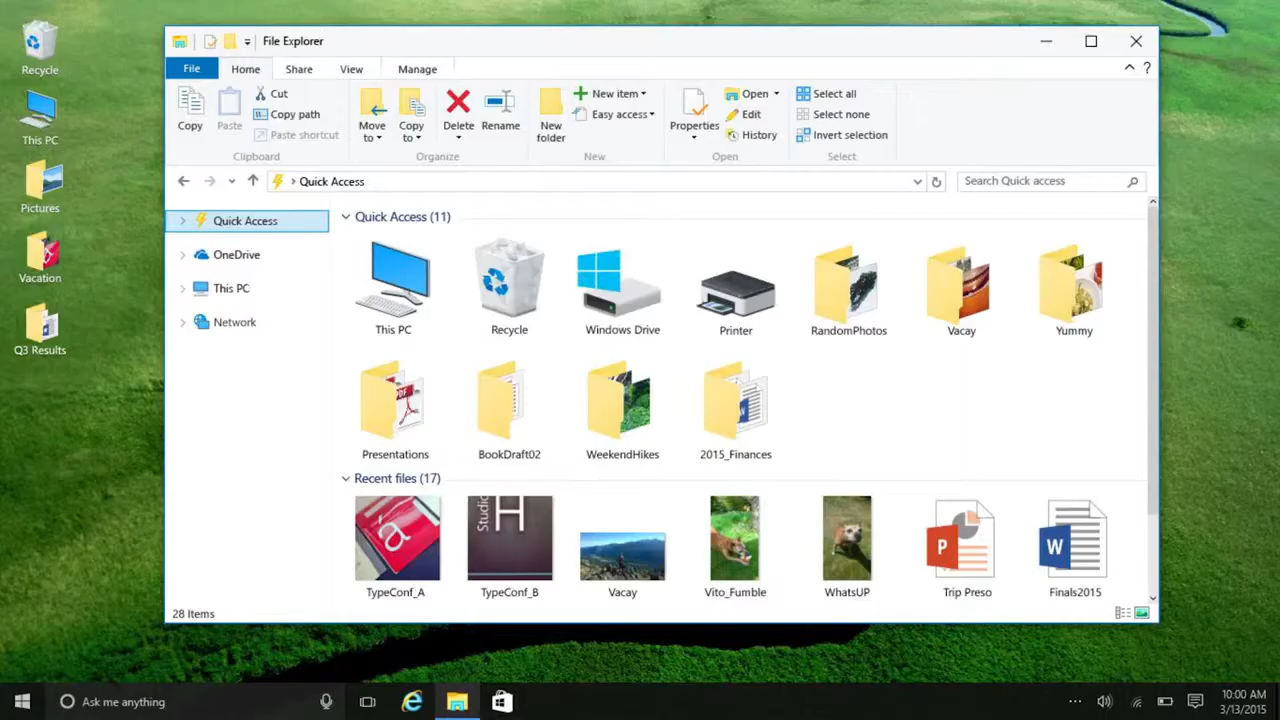 Recycle
This PC
Pictures
Vacation
Q3 Results
File Explorer
File Home Share View Manage ?
Copy
Paste
Cut
Copy path
Paste shortcut
Clipboard
Move to
Copy to
Delete
Rename
Organize
New folder
New item
Easy access
New
Properties
Open
Edit
History
Open
Select all
Select none
Invert selection
Select
Quick Access
Search Quick access
Quick Access
OneDrive
This PC
Network
Quick Access (11)
This PC Recycle Windows Drive Printer RandomPhotos Vacay Yummy
PDF
W
Presentations BookDraft02 WeekendHikes 2015_Finances
Recent files (17)
á
Studio
H
P
W
TypeConf_A TypeConf_B Vacay Vito_Fumble WhatsUP Trip Preso Finals2015
28 Items
Ask me anything
10:00 AM
3/13/2015